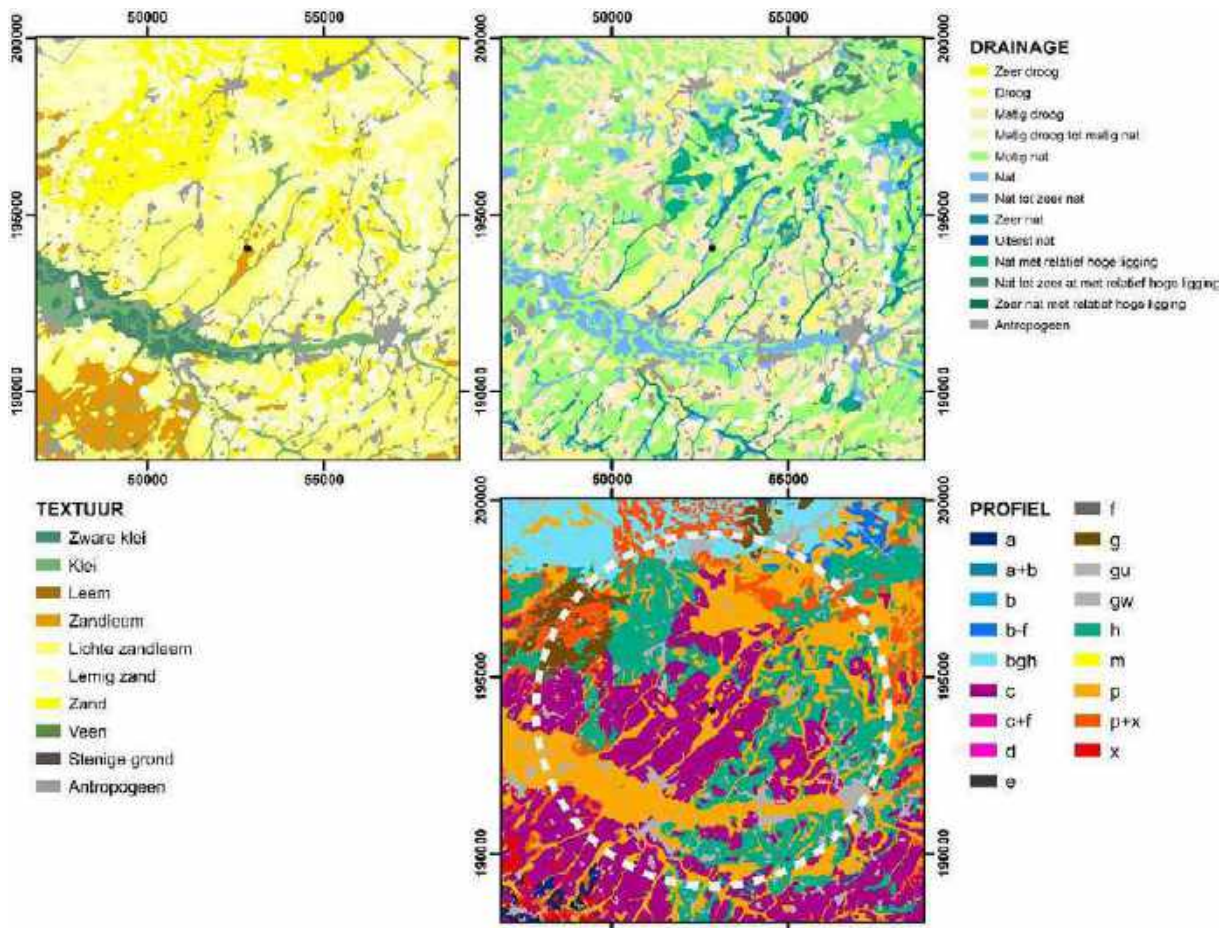 50000 55000
50000 55000
200000
195000
190000
50000 55000
200000
195000
190000
50000 55000
DRAINAGE
Zeer droog
Droog
Matig droog
Matig droog tot matig nat
Matig nat
Nat
Nat tot zeer nat
Zeer nat
Uiterst nat
Nat met relatief hoge ligging
Nat tot zeer at met relatief hoge ligging
Zeer nat met relatief hoge ligging
Antropogeen
TEXTUUR
Zware klei
Klei
Leem
Zandleem
Lichte zandleem
Lemig zand
Zand
Veen
Stenige grond
Antropogeen
200000
195000
190000
200000
195000
190000
PROFIEL
a
a+b
b
b-f
bgh
c
c+f
d
e
f
g
gu
gw
h
m
p
p+x
x